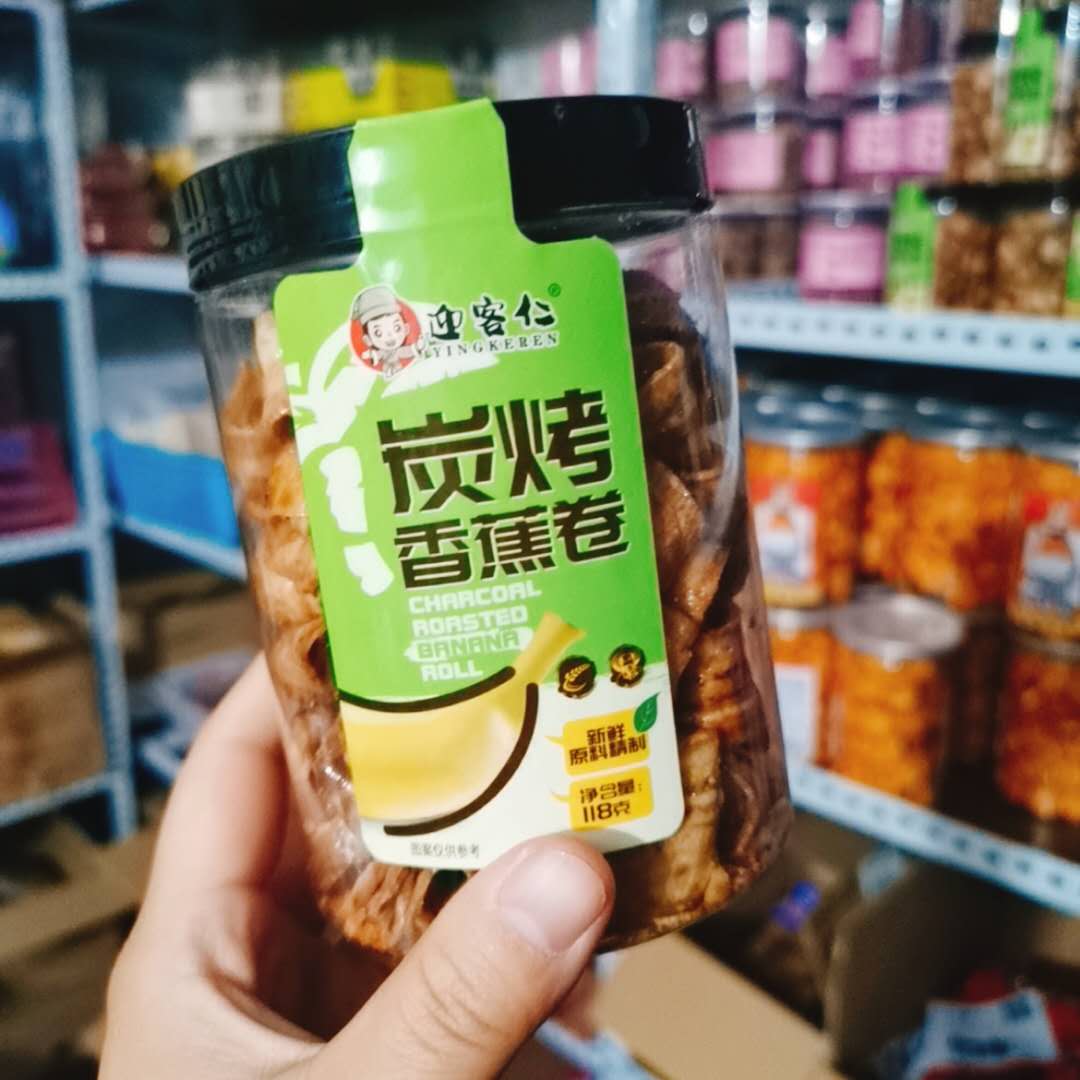 迎客仁®
YINGKEREN
炭烤
香蕉卷
CHARCOAL
ROASTED
BANANA
ROLL
新鲜
原料精制
净含量:
118克
图案仅供参考